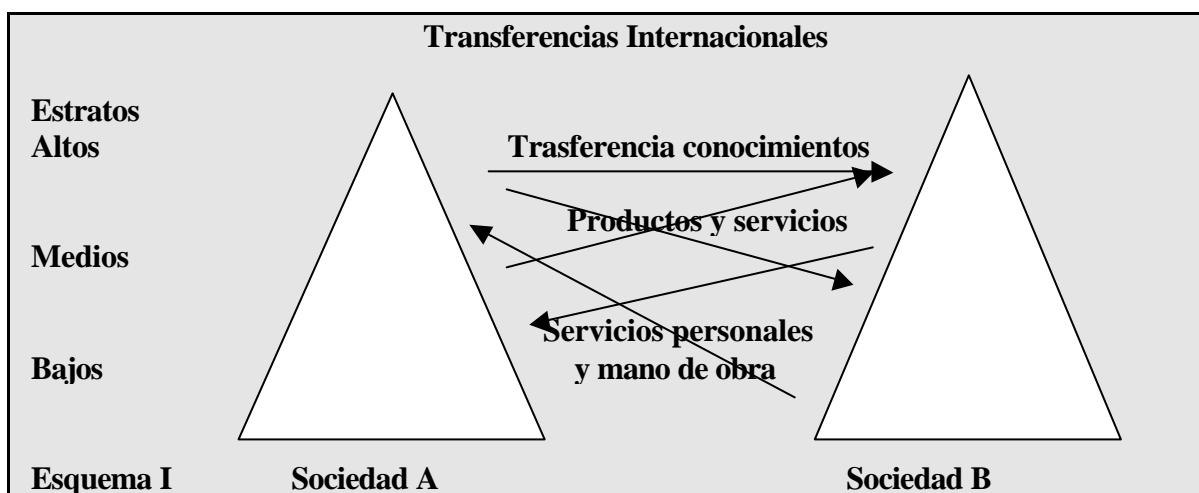 Transferencias Internacionales
Estratos
Altos
Trasferencia conocimientos
Productos y servicios
Medios
Servicios personales
y mano de obra
Bajos
Esquema I
Sociedad A
Sociedad B